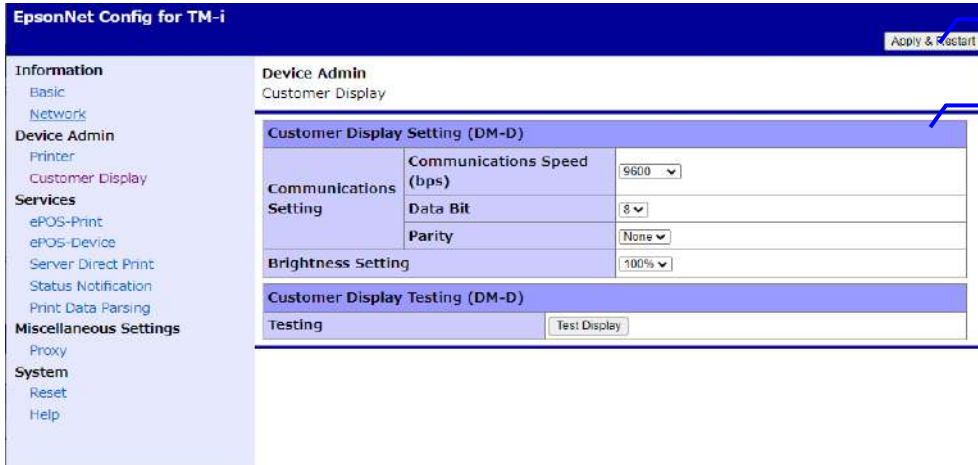 EpsonNet Config for TM-i
Apply & Restart
Information
Basic
Network
Device Admin
Printer
Customer Display
Services
ePOS-Print
ePOS-Device
Server Direct Print
Status Notification
Print Data Parsing
Miscellaneous Settings
Proxy
System
Reset
Help
Device Admin
Customer Display
Customer Display Setting (DM-D)
Communications
Setting
Communications Speed
(bps)
9600
Data Bit
8
Parity
None
Brightness Setting
100%
Customer Display Testing (DM-D)
Testing
Test Display